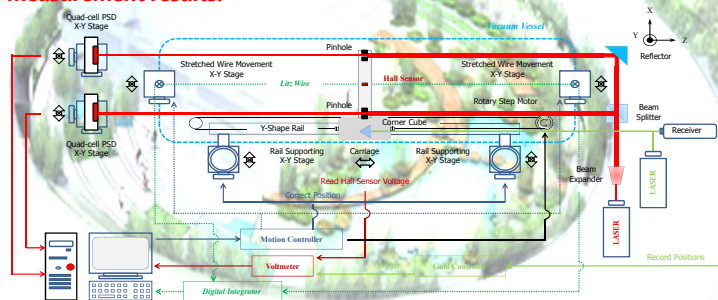 measurement results.
Quad-cell PSD
X-Y Stage
Vacuum Vessel
X
Y
Z
Pinhole
Reflector
Stretched Wire Movement
X-Y Stage
Litz Wire
Hall Sensor
Stretched Wire Movement
X-Y Stage
Pinhole
Rotary Step Motor
Beam
Splitter
Corner Cube
Y-Shape Rail
Receiver
Quad-cell PSD
X-Y Stage
Rail Supporting
X-Y Stage
Carriage
Rail Supporting
X-Y Stage
Beam
Expander
LASER
Read Hall Sensor Voltage
Correct Position
LASER
Motion Controller
Voltmeter
Record Positions
Digital Integrator